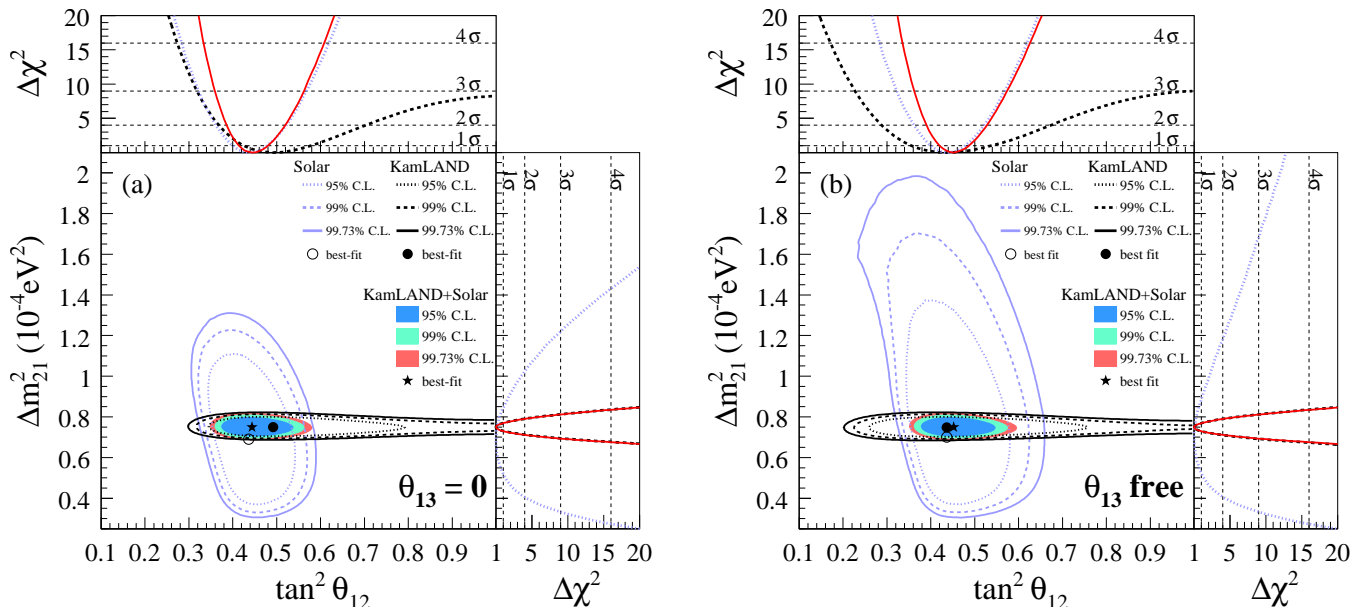 20
15
10
5
Δχ²
4σ
3σ
2σ
1σ
(a)
Solar
KamLAND
95% C.L.
95% C.L.
99% C.L.
99% C.L.
99.73% C.L.
99.73% C.L.
best-fit
best-fit
KamLAND+Solar
95% C.L.
99% C.L.
99.73% C.L.
best-fit
θ₁₃ = 0
1σ
2σ
3σ
4σ
2
1.8
1.6
1.4
1.2
1
0.8
0.6
0.4
Δm²₂₁ (10⁻⁴eV²)
0.1 0.2 0.3 0.4 0.5 0.6 0.7 0.8 0.9 1 5 10 15 20
tan² θ₁₂
Δχ²
20
15
10
5
Δχ²
4σ
3σ
2σ
1σ
(b)
Solar
KamLAND
95% C.L.
95% C.L.
99% C.L.
99% C.L.
99.73% C.L.
99.73% C.L.
best fit
best fit
KamLAND+Solar
95% C.L.
99% C.L.
99.73% C.L.
best fit
θ₁₃ free
1σ
2σ
3σ
4σ
2
1.8
1.6
1.4
1.2
1
0.8
0.6
0.4
Δm²₂₁ (10⁻⁴eV²)
0.1 0.2 0.3 0.4 0.5 0.6 0.7 0.8 0.9 1 5 10 15 20
tan² θ₁₂
Δχ²